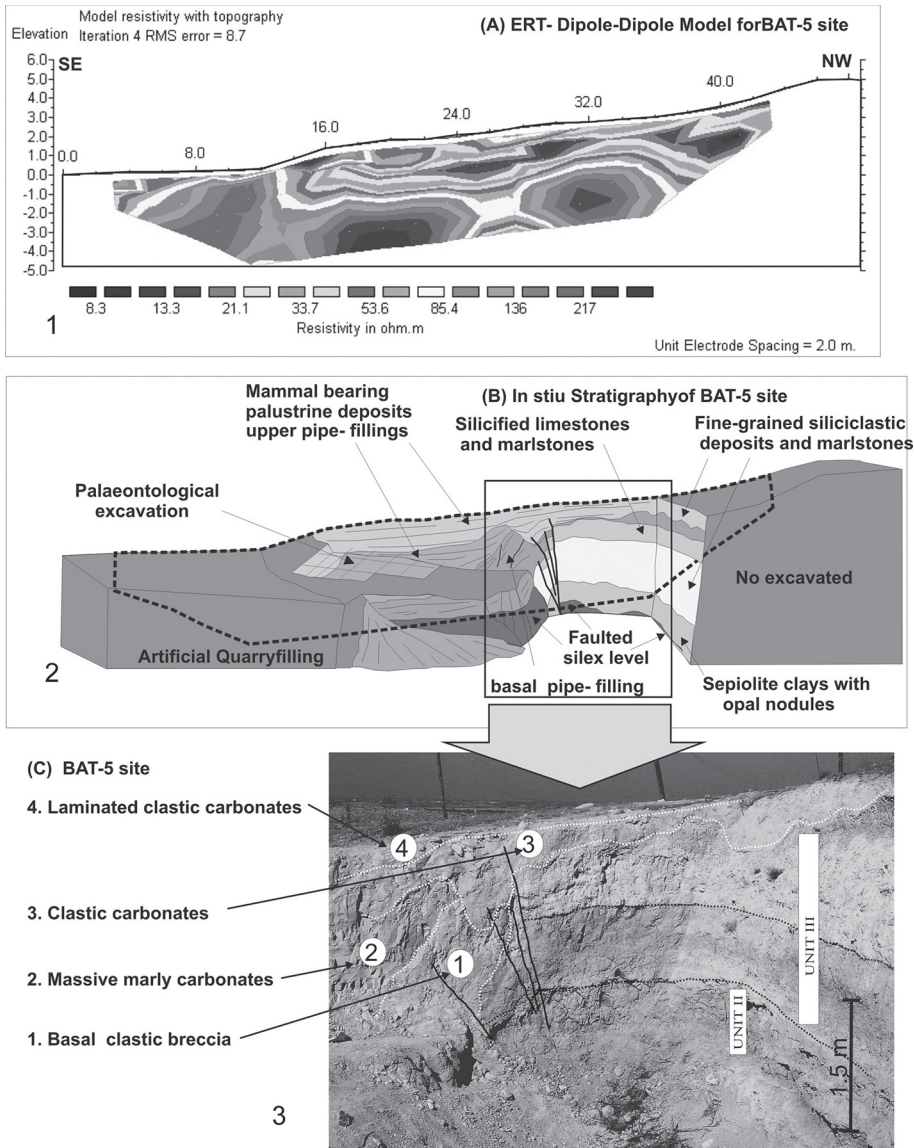 Model resistivity with topography
Iteration 4 RMS error = 8.7
(A) ERT- Dipole-Dipole Model forBAT-5 site
Elevation
SE
NW
6.0
5.0
4.0
3.0
2.0
1.0
0.0
-1.0
-2.0
-3.0
-4.0
-5.0
0.0
8.0
16.0
24.0
32.0
40.0
8.3 13.3 21.1 33.7 53.6 85.4 136 217
Resistivity in ohm.m
Unit Electrode Spacing = 2.0 m.
1
(B) In stiu Stratigraphyof BAT-5 site
Mammal bearing
palustrine deposits
upper pipe- fillings
Silicified limestones
and marlstones
Fine-grained siliciclastic
deposits and marlstones
Palaeontological
excavation
No excavated
Artificial Quarryfilling
Faulted
silex level
basal pipe- filling
Sepiolite clays with
opal nodules
2
(C) BAT-5 site
4. Laminated clastic carbonates
3. Clastic carbonates
2. Massive marly carbonates
1. Basal clastic breccia
4
3
2
1
UNIT III
UNIT II
1.5 m
3